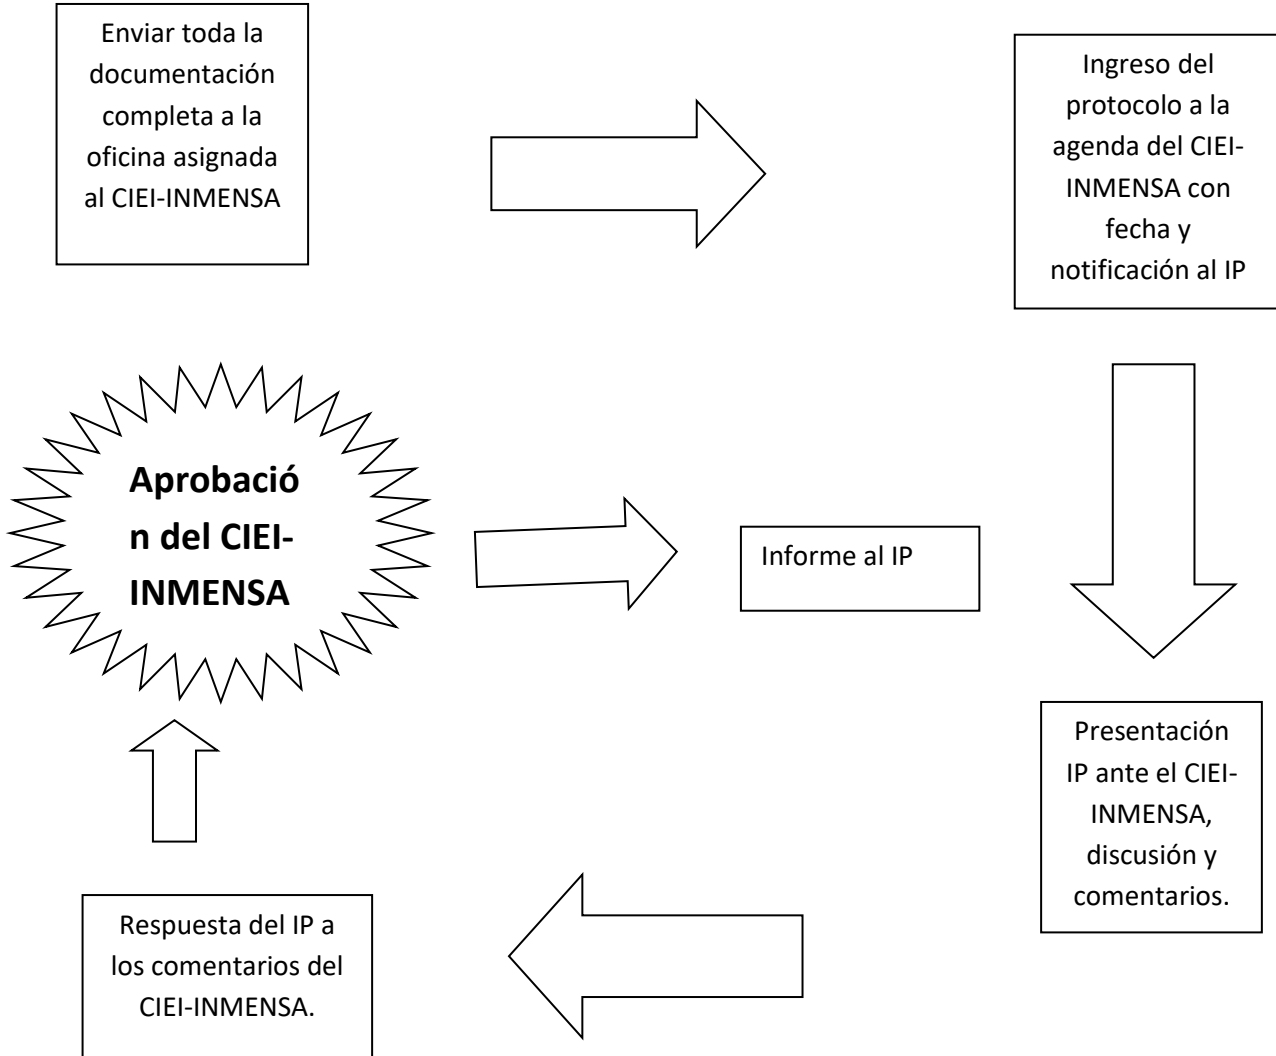 Enviar toda la
documentación
completa a la
oficina asignada
al CIEI-INMENSA
Ingreso del
protocolo a la
agenda del CIEI-
INMENSA con
fecha y
notificación al IP
Aprobació
n del CIEI-
INMENSA
Informe al IP
Presentación
IP ante el CIEI-
INMENSA,
discusión y
comentarios.
Respuesta del IP a
los comentarios del
CIEI-INMENSA.